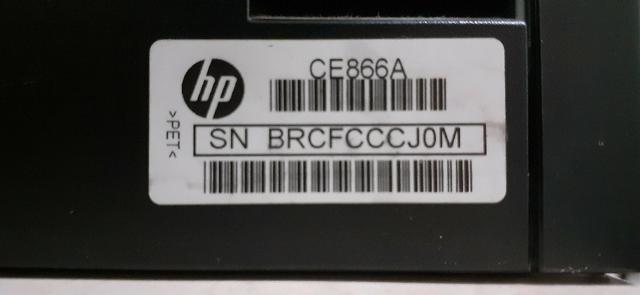 hp
CE866A
>PET<
SN BRCFCCCJ0M